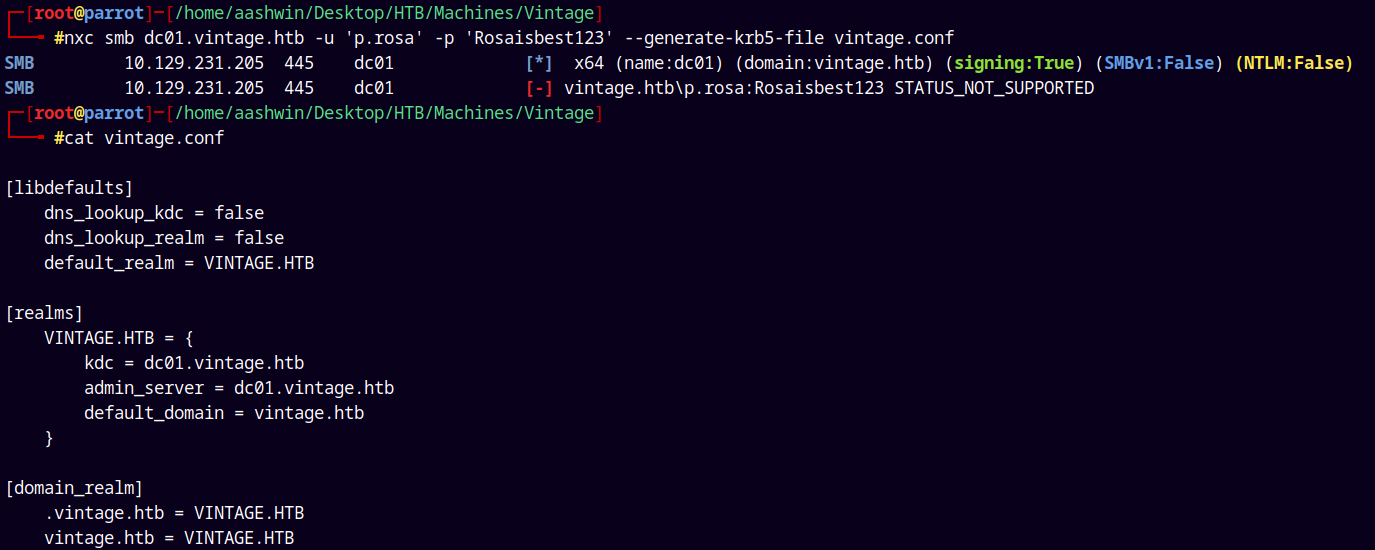 ┌─[root@parrot]─[/home/aashwin/Desktop/HTB/Machines/Vintage]
└──╼ #nxc smb dc01.vintage.htb -u 'p.rosa' -p 'Rosaisbest123' --generate-krb5-file vintage.conf
SMB         10.129.231.205  445    dc01             [*]  x64 (name:dc01) (domain:vintage.htb) (signing:True) (SMBv1:False) (NTLM:False)
SMB         10.129.231.205  445    dc01             [-] vintage.htb\p.rosa:Rosaisbest123 STATUS_NOT_SUPPORTED
┌─[root@parrot]─[/home/aashwin/Desktop/HTB/Machines/Vintage]
└──╼ #cat vintage.conf

[libdefaults]
    dns_lookup_kdc = false
    dns_lookup_realm = false
    default_realm = VINTAGE.HTB

[realms]
    VINTAGE.HTB = {
        kdc = dc01.vintage.htb
        admin_server = dc01.vintage.htb
        default_domain = vintage.htb
    }

[domain_realm]
    .vintage.htb = VINTAGE.HTB
    vintage.htb = VINTAGE.HTB